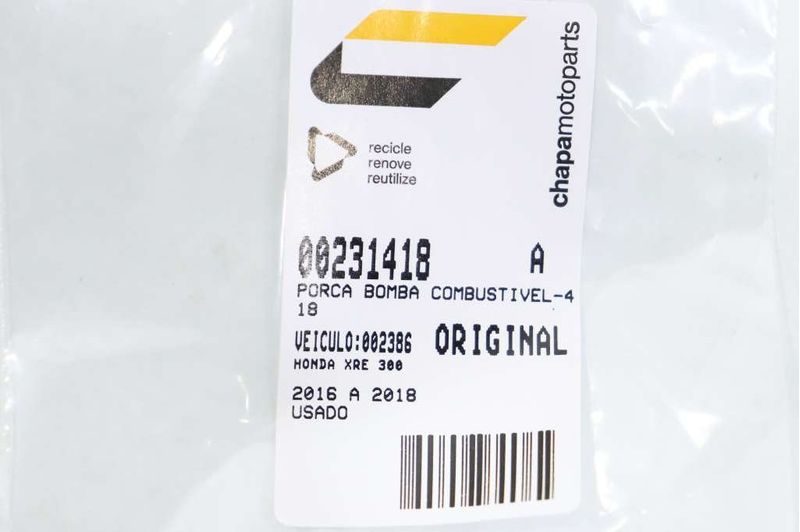 chapamotoparts
recicle
renove
reutilize
00231418 A
PORCA BOMBA COMBUSTIVEL-4
18
VEICULO:002386 ORIGINAL
HONDA XRE 300
2016 A 2018
USADO